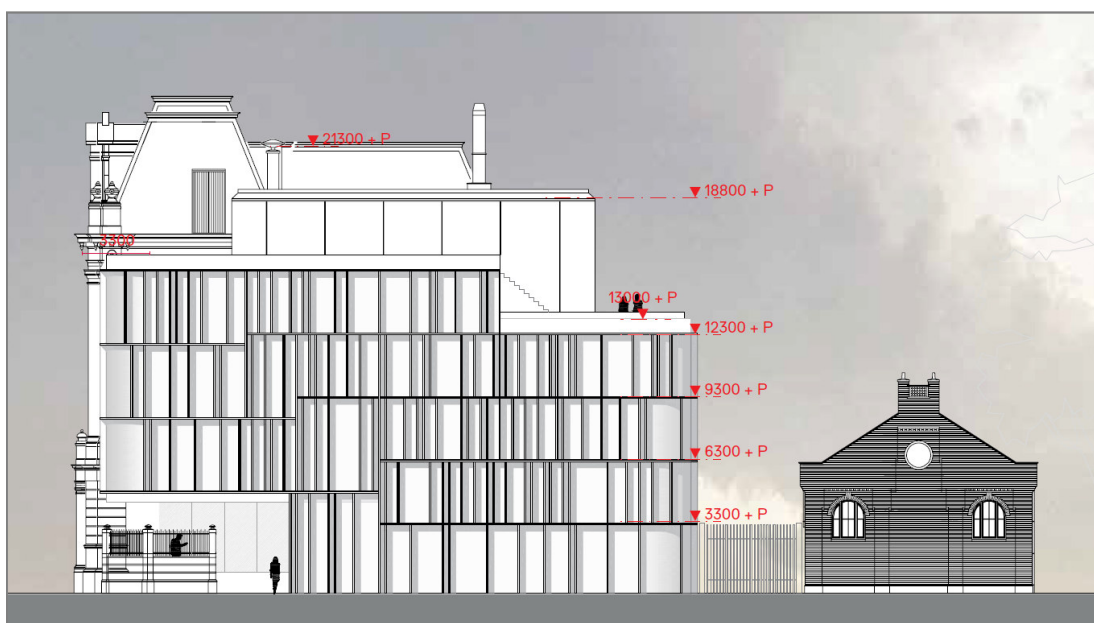 21300 + P
18800 + P
3300
13000 + P
12300 + P
9300 + P
6300 + P
3300 + P